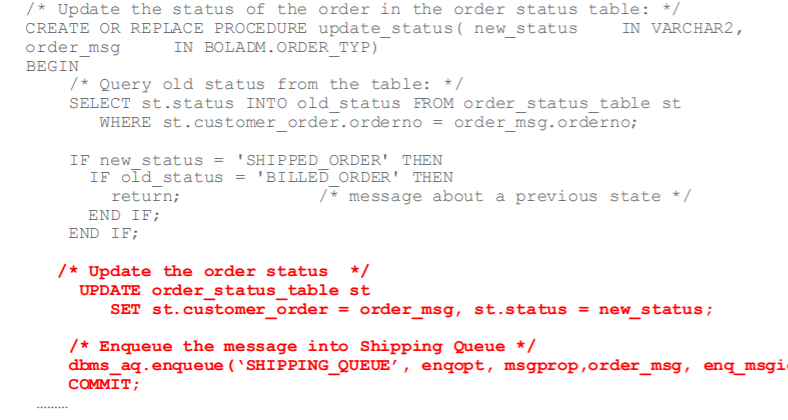 /* Update the status of the order in the order status table: */
CREATE OR REPLACE PROCEDURE update_status( new_status IN VARCHAR2,
order_msg IN BOLADM.ORDER_TYP)
BEGIN
/* Query old status from the table: */
SELECT st.status INTO old_status FROM order_status_table st
WHERE st.customer_order.orderno = order_msg.orderno;
IF new_status = 'SHIPPED_ORDER' THEN
IF old_status = 'BILLED_ORDER' THEN
return; /* message about a previous state */
END IF;
END IF;
/* Update the order status */
UPDATE order_status_table st
SET st.customer_order = order_msg, st.status = new_status;
/* Enqueue the message into Shipping Queue */
dbms_aq.enqueue(‘SHIPPING_QUEUE’, enqopt, msgprop,order_msg,
COMMIT;
………